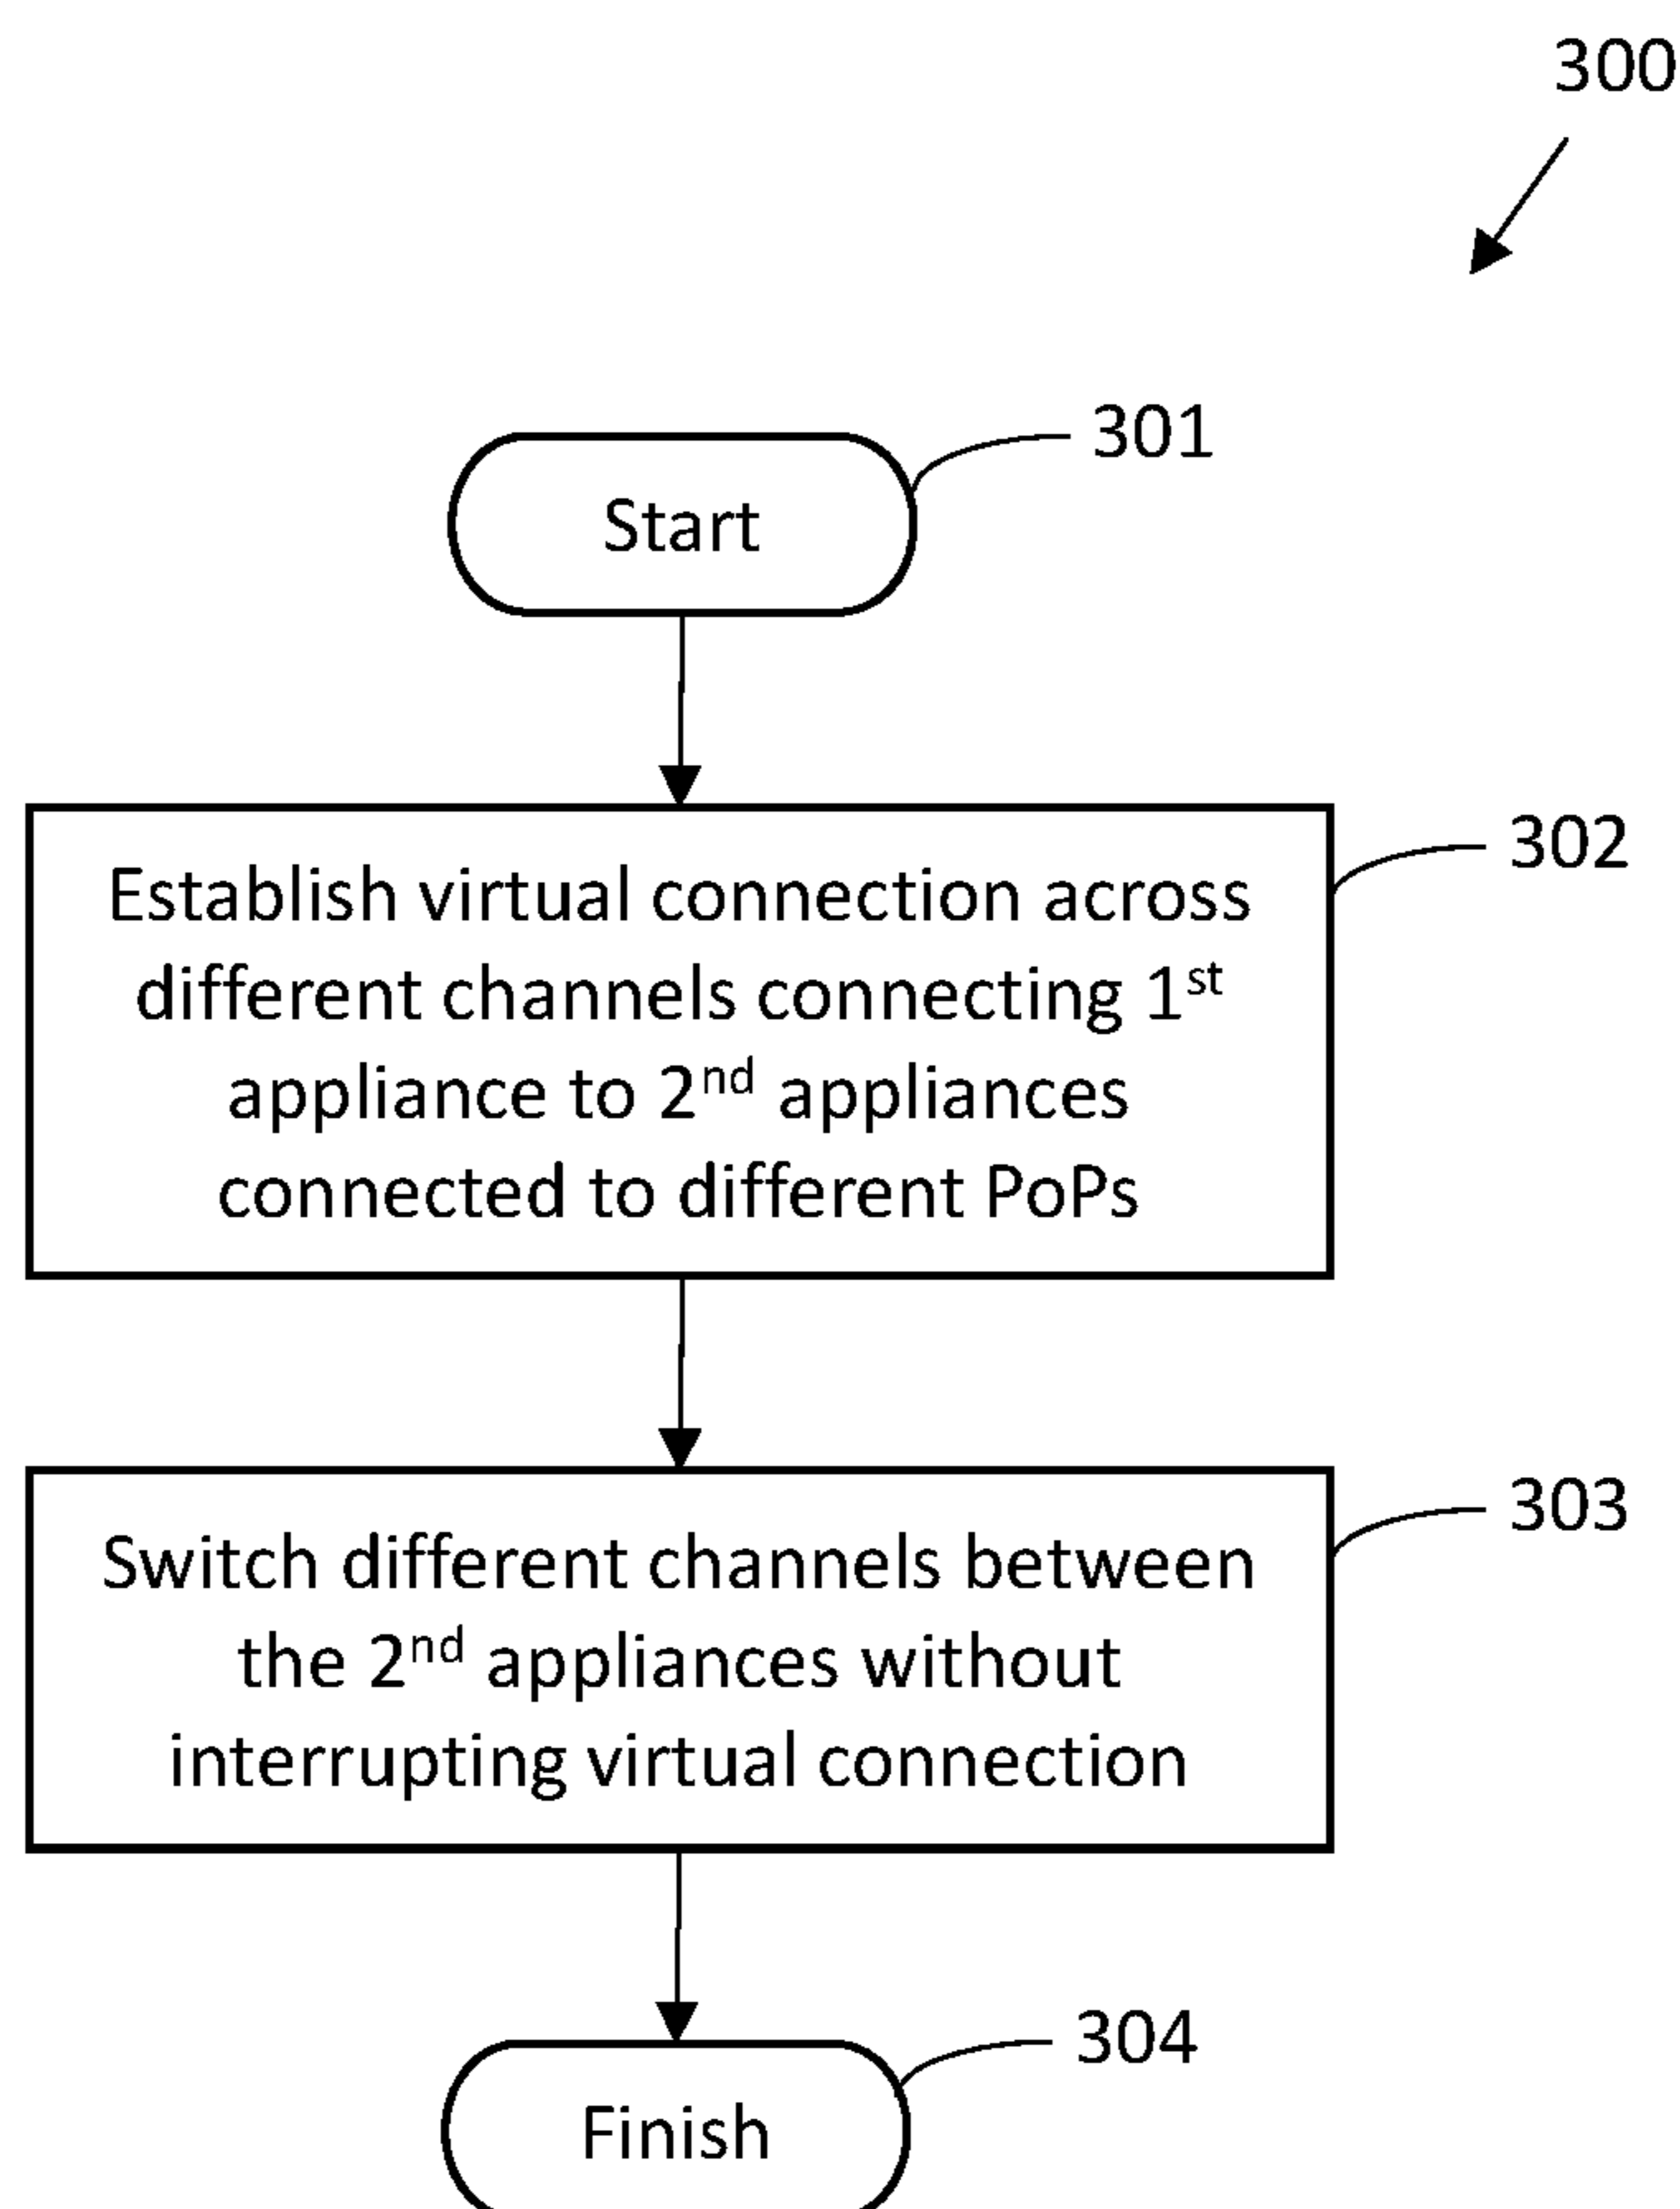 300
301
Start
302
Establish virtual connection across
different channels connecting 1st
appliance to 2nd appliances
connected to different PoPs
303
Switch different channels between
the 2nd appliances without
interrupting virtual connection
304
Finish